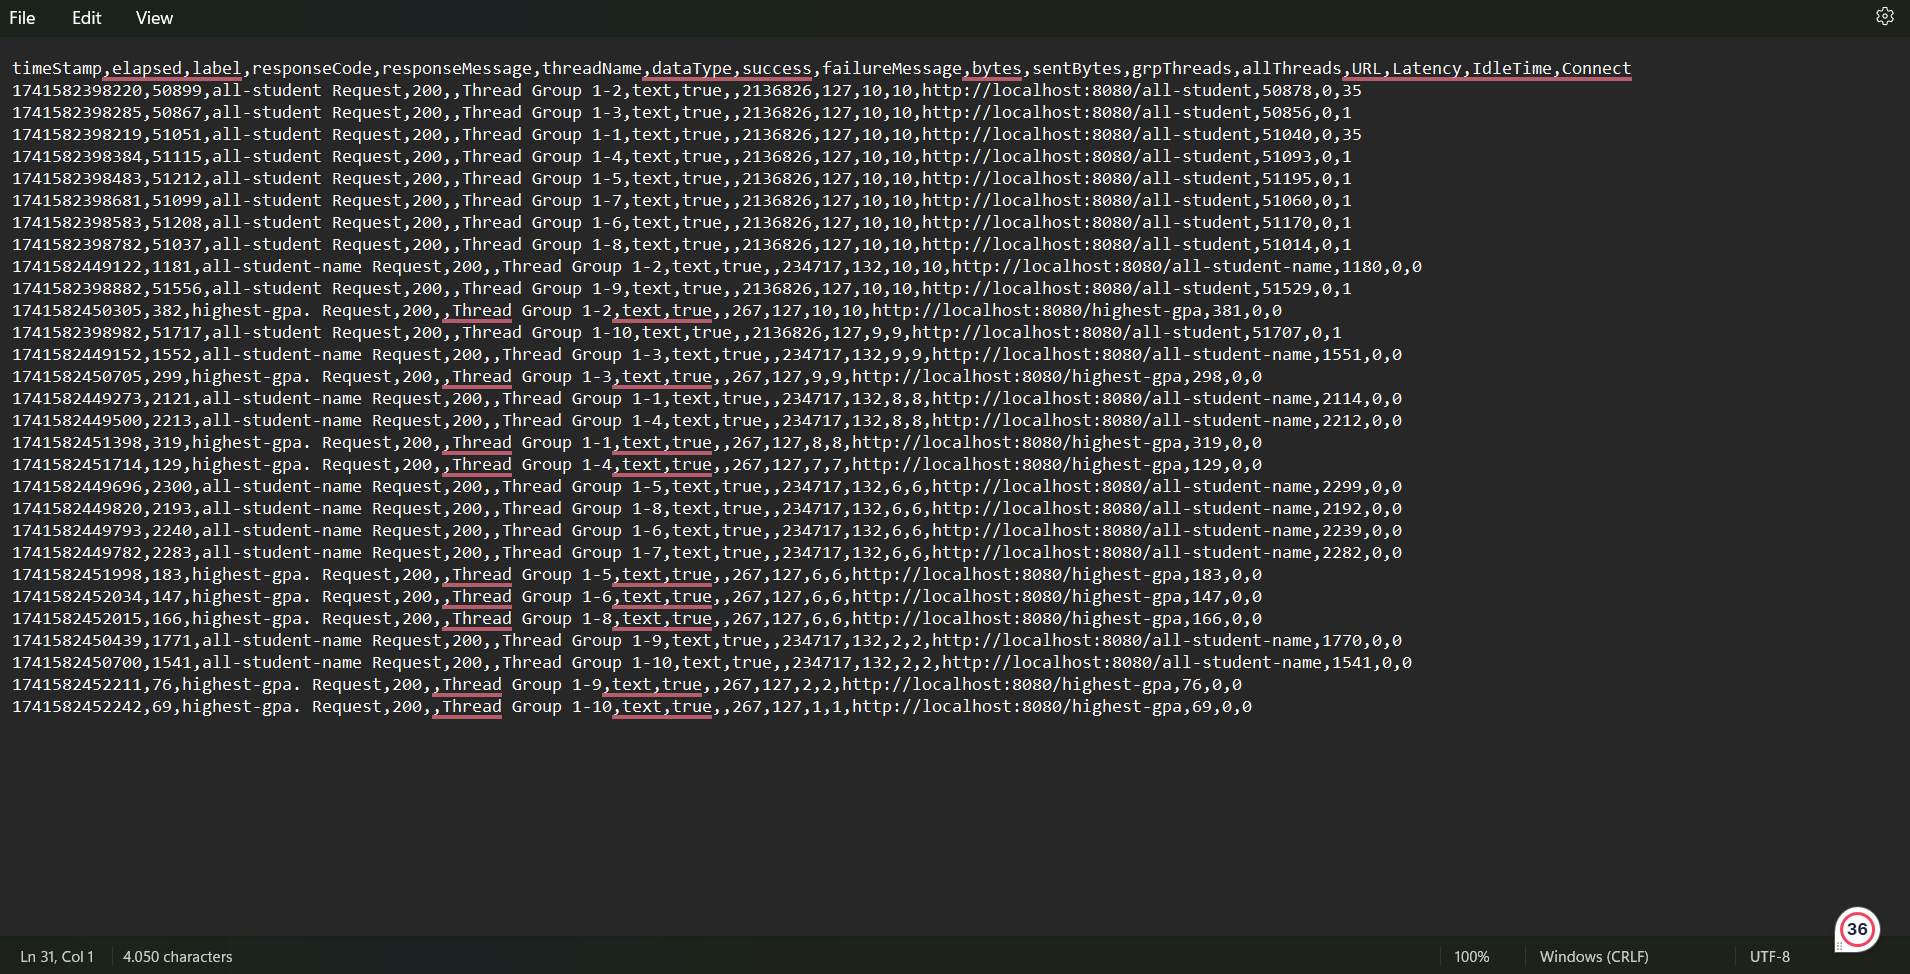 File Edit View
timeStamp,elapsed,label,responseCode,responseMessage,threadName,dataType,success,failureMessage,bytes,sentBytes,grpThreads,allThreads,URL,Latency,IdleTime,Connect
1741582398220,50899,all-student Request,200,,Thread Group 1-2,text,true,,2136826,127,10,10,http://localhost:8080/all-student,50878,0,35
1741582398285,50867,all-student Request,200,,Thread Group 1-3,text,true,,2136826,127,10,10,http://localhost:8080/all-student,50856,0,1
1741582398219,51051,all-student Request,200,,Thread Group 1-1,text,true,,2136826,127,10,10,http://localhost:8080/all-student,51040,0,35
1741582398384,51115,all-student Request,200,,Thread Group 1-4,text,true,,2136826,127,10,10,http://localhost:8080/all-student,51093,0,1
1741582398483,51212,all-student Request,200,,Thread Group 1-5,text,true,,2136826,127,10,10,http://localhost:8080/all-student,51195,0,1
1741582398681,51099,all-student Request,200,,Thread Group 1-7,text,true,,2136826,127,10,10,http://localhost:8080/all-student,51060,0,1
1741582398583,51208,all-student Request,200,,Thread Group 1-6,text,true,,2136826,127,10,10,http://localhost:8080/all-student,51170,0,1
1741582398782,51037,all-student Request,200,,Thread Group 1-8,text,true,,2136826,127,10,10,http://localhost:8080/all-student,51014,0,1
1741582449122,1181,all-student-name Request,200,,Thread Group 1-2,text,true,,234717,132,10,10,http://localhost:8080/all-student-name,1180,0,0
1741582398882,51556,all-student Request,200,,Thread Group 1-9,text,true,,2136826,127,10,10,http://localhost:8080/all-student,51529,0,1
1741582450305,382,highest-gpa. Request,200,,Thread Group 1-2,text,true,,267,127,10,10,http://localhost:8080/highest-gpa,381,0,0
1741582398982,51717,all-student Request,200,,Thread Group 1-10,text,true,,2136826,127,9,9,http://localhost:8080/all-student,51707,0,1
1741582449152,1552,all-student-name Request,200,,Thread Group 1-3,text,true,,234717,132,9,9,http://localhost:8080/all-student-name,1551,0,0
1741582450705,299,highest-gpa. Request,200,,Thread Group 1-3,text,true,,267,127,9,9,http://localhost:8080/highest-gpa,298,0,0
1741582449273,2121,all-student-name Request,200,,Thread Group 1-1,text,true,,234717,132,8,8,http://localhost:8080/all-student-name,2114,0,0
1741582449500,2213,all-student-name Request,200,,Thread Group 1-4,text,true,,234717,132,8,8,http://localhost:8080/all-student-name,2212,0,0
1741582451398,319,highest-gpa. Request,200,,Thread Group 1-1,text,true,,267,127,8,8,http://localhost:8080/highest-gpa,319,0,0
1741582451714,129,highest-gpa. Request,200,,Thread Group 1-4,text,true,,267,127,7,7,http://localhost:8080/highest-gpa,129,0,0
1741582449696,2300,all-student-name Request,200,,Thread Group 1-5,text,true,,234717,132,6,6,http://localhost:8080/all-student-name,2299,0,0
1741582449820,2193,all-student-name Request,200,,Thread Group 1-8,text,true,,234717,132,6,6,http://localhost:8080/all-student-name,2192,0,0
1741582449793,2240,all-student-name Request,200,,Thread Group 1-6,text,true,,234717,132,6,6,http://localhost:8080/all-student-name,2239,0,0
1741582449782,2283,all-student-name Request,200,,Thread Group 1-7,text,true,,234717,132,6,6,http://localhost:8080/all-student-name,2282,0,0
1741582451998,183,highest-gpa. Request,200,,Thread Group 1-5,text,true,,267,127,6,6,http://localhost:8080/highest-gpa,183,0,0
1741582452034,147,highest-gpa. Request,200,,Thread Group 1-6,text,true,,267,127,6,6,http://localhost:8080/highest-gpa,147,0,0
1741582452015,166,highest-gpa. Request,200,,Thread Group 1-8,text,true,,267,127,6,6,http://localhost:8080/highest-gpa,166,0,0
1741582450439,1771,all-student-name Request,200,,Thread Group 1-9,text,true,,234717,132,2,2,http://localhost:8080/all-student-name,1770,0,0
1741582450700,1541,all-student-name Request,200,,Thread Group 1-10,text,true,,234717,132,2,2,http://localhost:8080/all-student-name,1541,0,0
1741582452211,76,highest-gpa. Request,200,,Thread Group 1-9,text,true,,267,127,2,2,http://localhost:8080/highest-gpa,76,0,0
1741582452242,69,highest-gpa. Request,200,,Thread Group 1-10,text,true,,267,127,1,1,http://localhost:8080/highest-gpa,69,0,0
36
Ln 31, Col 1 4.050 characters 100% Windows (CRLF) UTF-8